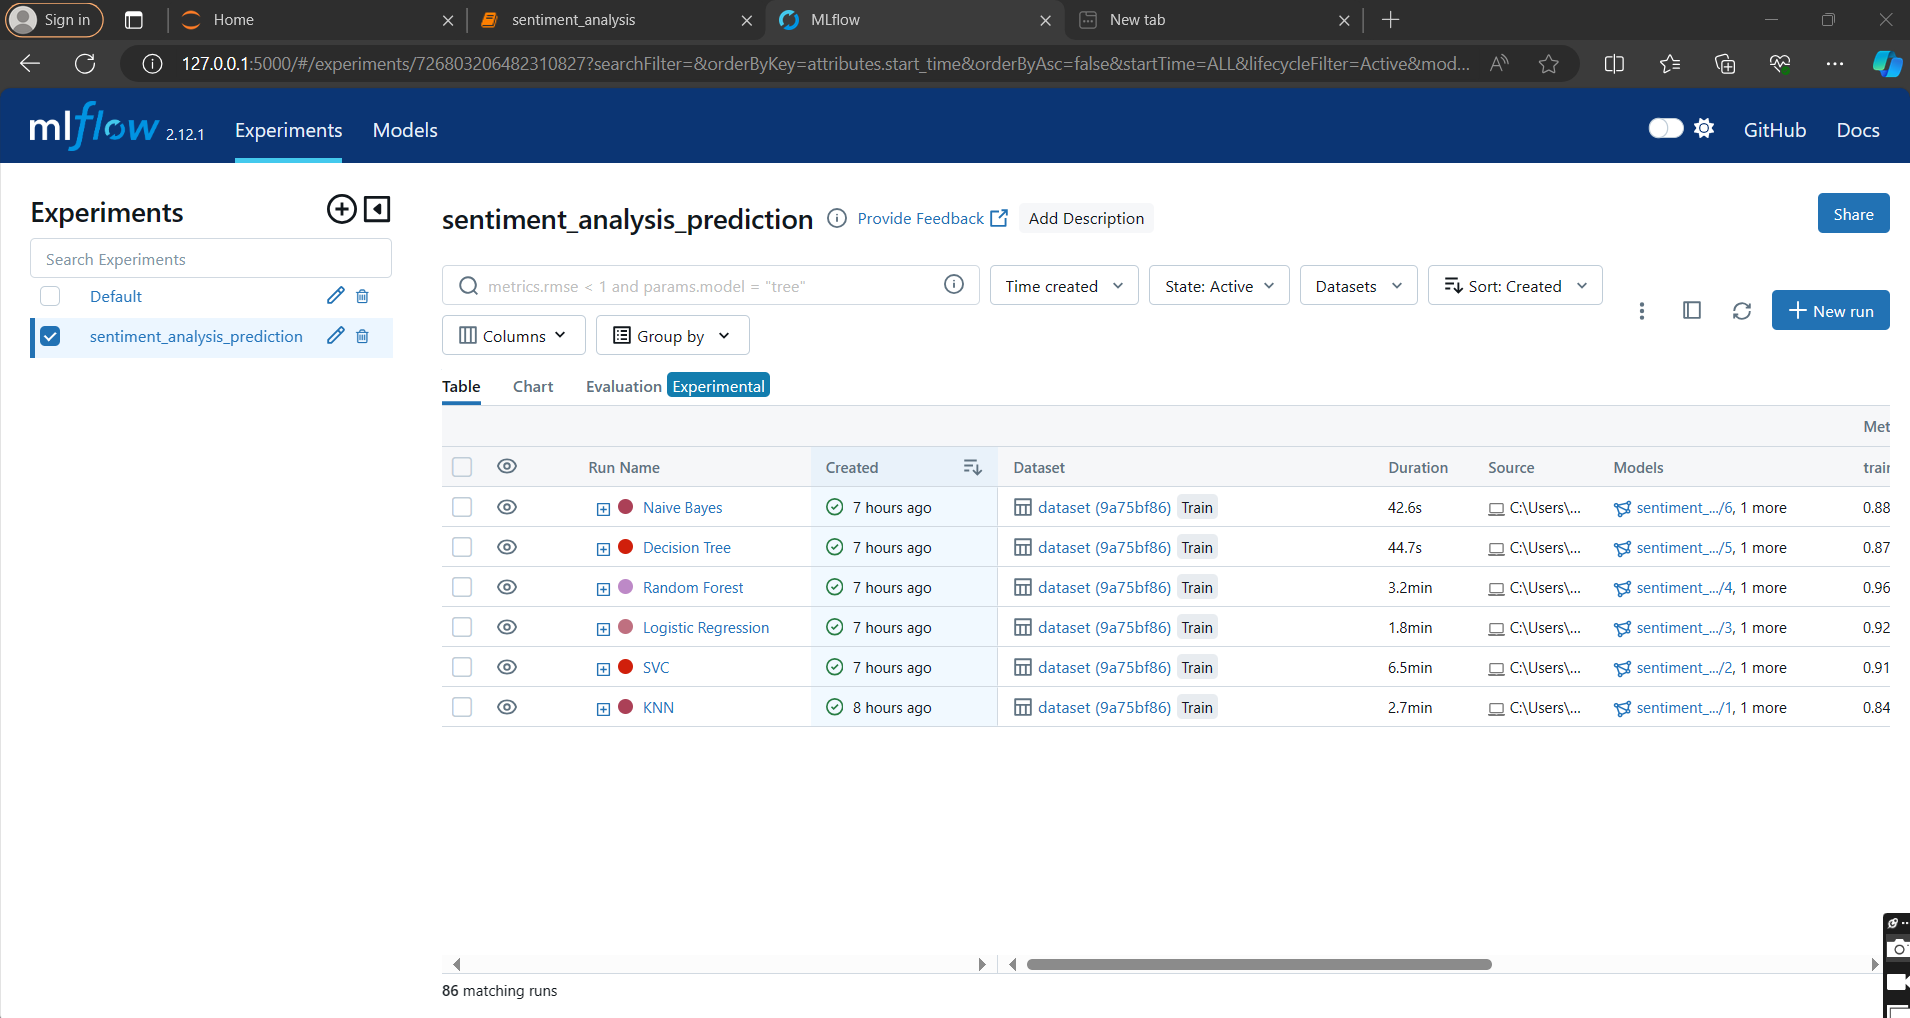 Sign in
Home
sentiment_analysis
MLflow
New tab
127.0.0.1:5000/#/experiments/726803206482310827?searchFilter=&orderByKey=attributes.start_time&orderByAsc=false&startTime=ALL&lifecycleFilter=Active&mod...
mlflow 2.12.1
Experiments
Models
GitHub
Docs
Experiments
Search Experiments
Default
sentiment_analysis_prediction
sentiment_analysis_prediction
Provide Feedback
Add Description
Share
metrics.rmse < 1 and params.model = "tree"
Time created
State: Active
Datasets
Sort: Created
Columns
Group by
New run
Table
Chart
Evaluation
Experimental
Met
Run Name Created Dataset Duration Source Models train
Naive Bayes 7 hours ago dataset (9a75bf86) Train 42.6s C:\Users\... sentiment_.../6, 1 more 0.88
Decision Tree 7 hours ago dataset (9a75bf86) Train 44.7s C:\Users\... sentiment_.../5, 1 more 0.87
Random Forest 7 hours ago dataset (9a75bf86) Train 3.2min C:\Users\... sentiment_.../4, 1 more 0.96
Logistic Regression 7 hours ago dataset (9a75bf86) Train 1.8min C:\Users\... sentiment_.../3, 1 more 0.92
SVC 7 hours ago dataset (9a75bf86) Train 6.5min C:\Users\... sentiment_.../2, 1 more 0.91
KNN 8 hours ago dataset (9a75bf86) Train 2.7min C:\Users\... sentiment_.../1, 1 more 0.84
86 matching runs